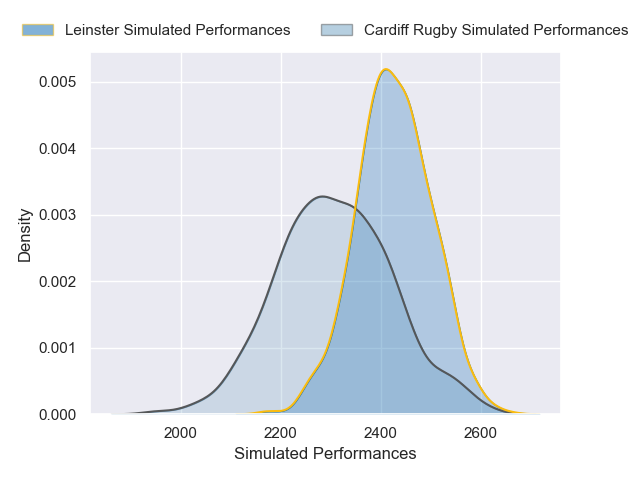 Leinster Simulated Performances
Cardiff Rugby Simulated Performances
0.005
0.004
0.003
0.002
0.001
0.000
Density
2000
2200
2400
2600
Simulated Performances